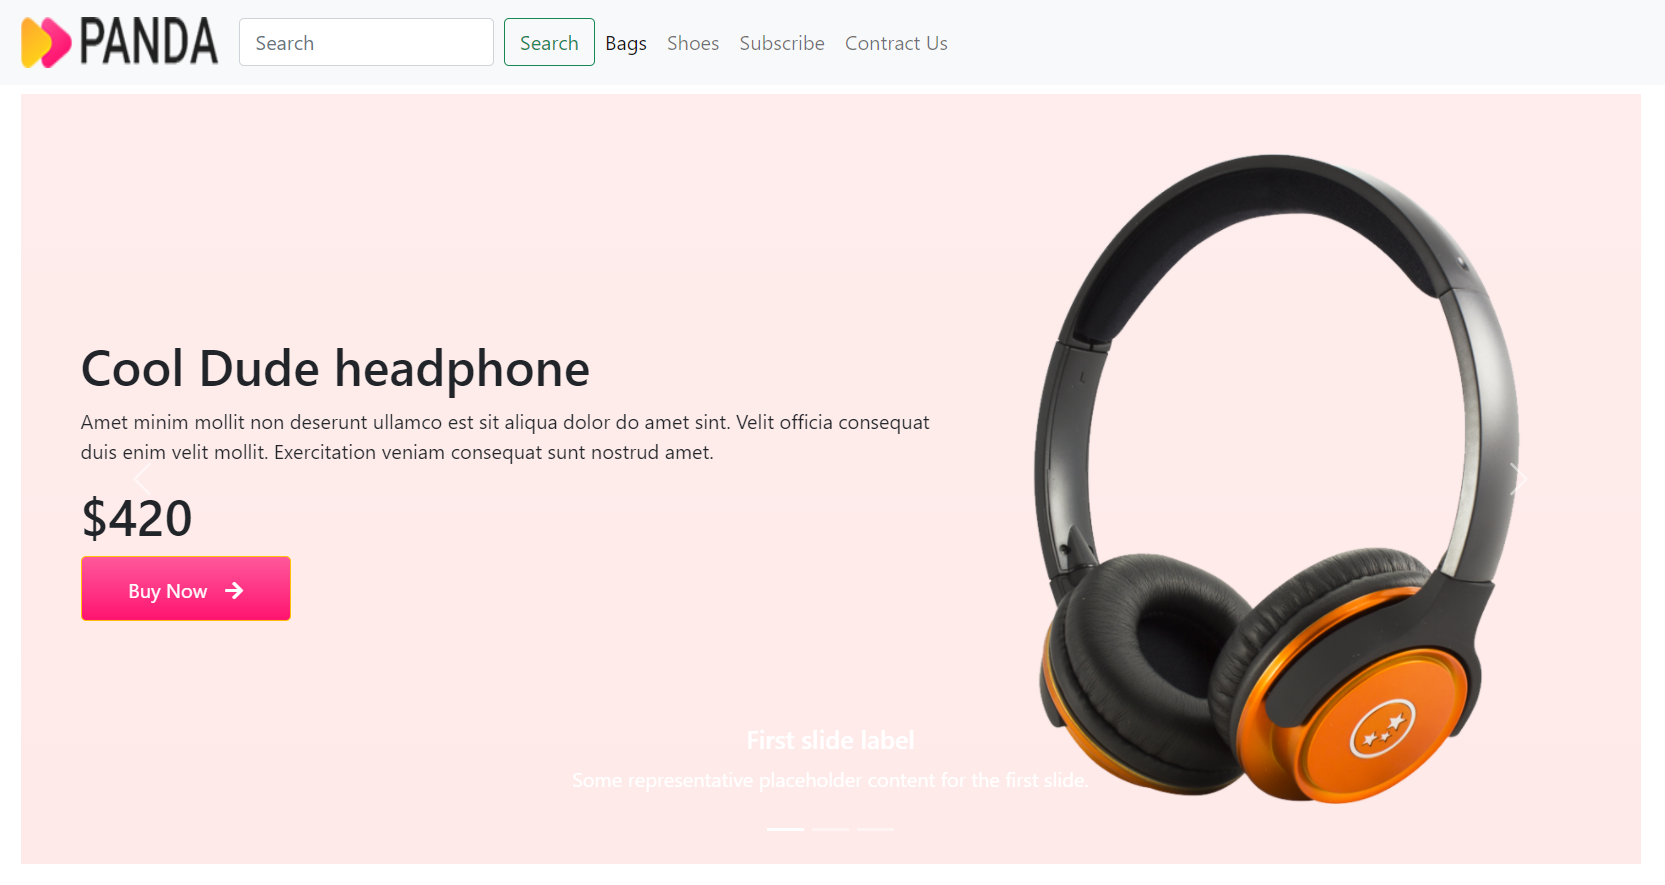 PANDA
Search
Search
Bags
Shoes
Subscribe
Contract Us
Cool Dude headphone
Amet minim mollit non deserunt ullamco est sit aliqua dolor do amet sint. Velit officia consequat
duis enim velit mollit. Exercitation veniam consequat sunt nostrud amet.
$420
Buy Now
First slide label
Some representative placeholder content for the first slide.
L